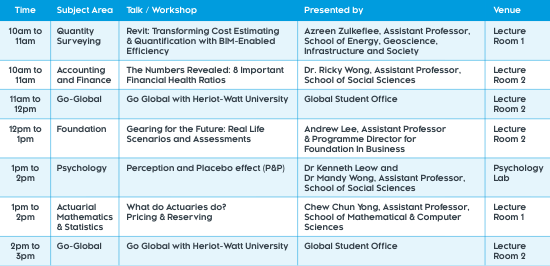 Time Subject Area Talk / Workshop Presented by Venue
10am to Quantity Revit: Transforming Cost Estimating Azreen Zulkeflee, Assistant Professor, Lecture
11am Surveying & Quantification with BIM-Enabled School of Energy, Geoscience, Room 1
Efficiency Infrastructure and Society
10am to Accounting The Numbers Revealed: 8 Important Dr. Ricky Wong, Assistant Professor, Lecture
11am and Finance Financial Health Ratios School of Social Sciences Room 2
11am to Go-Global Go Global with Heriot-Watt University Global Student Office Lecture
12pm Room 2
12pm to Foundation Gearing for the Future: Real Life Andrew Lee, Assistant Professor Lecture
1pm Scenarios and Assessments & Programme Director for Room 2
Foundation In Business
1pm to Psychology Perception and Placebo effect (P&P) Dr Kenneth Leow and Psychology
2pm Dr Mandy Wong, Assistant Professor, Lab
School of Social Sciences
1pm to Actuarial What do Actuaries do? Chew Chun Yong, Assistant Professor, Lecture
2pm Mathematics Pricing & Reserving School of Mathematical & Computer Room 1
& Statistics Sciences
2pm to Go-Global Go Global with Heriot-Watt University Global Student Office Lecture
3pm Room 2